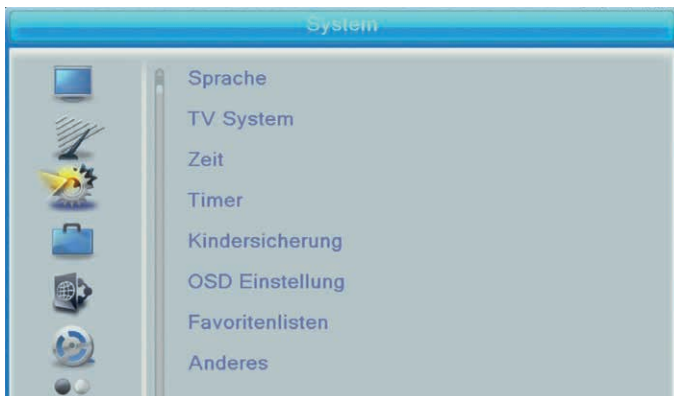 System
Sprache
TV System
Zeit
Timer
Kindersicherung
OSD Einstellung
Favoritenlisten
Anderes